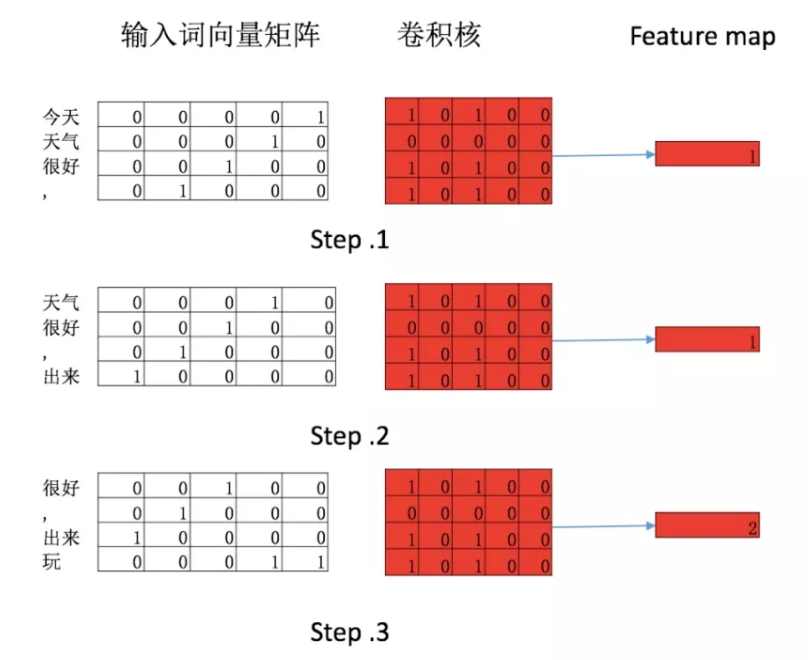 输入词向量矩阵 卷积核 Feature map
今天 0 0 0 0 1 1 0 1 0 0
天气 0 0 0 1 0 0 0 0 0 0 1
很好 0 0 1 0 0 1 0 1 0 0
, 0 1 0 0 0 1 0 1 0 0
Step .1
天气 0 0 0 1 0 1 0 1 0 0
很好 0 0 1 0 0 0 0 0 0 0 1
, 0 1 0 0 0 1 0 1 0 0
出来 1 0 0 0 0 1 0 1 0 0
Step .2
很好 0 0 1 0 0 1 0 1 0 0
, 0 1 0 0 0 0 0 0 0 0 2
出来 1 0 0 0 0 1 0 1 0 0
玩 0 0 0 1 1 1 0 1 0 0
Step .3